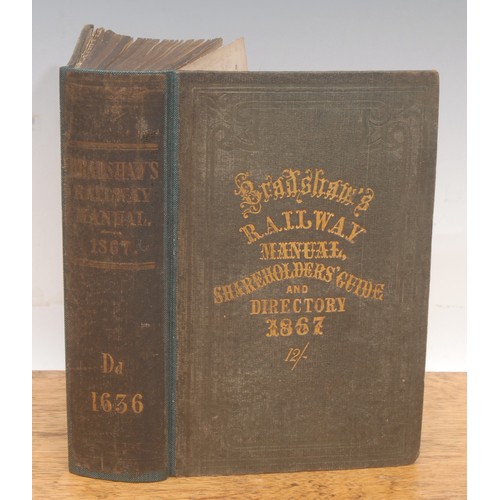 BRADSHAW'S
RAILWAY
MANUAL.
1867.
Dd
1636
Bradshaw's
RAILWAY
MANUAL,
SHAREHOLDERS' GUIDE
AND
DIRECTORY
1867
12/-